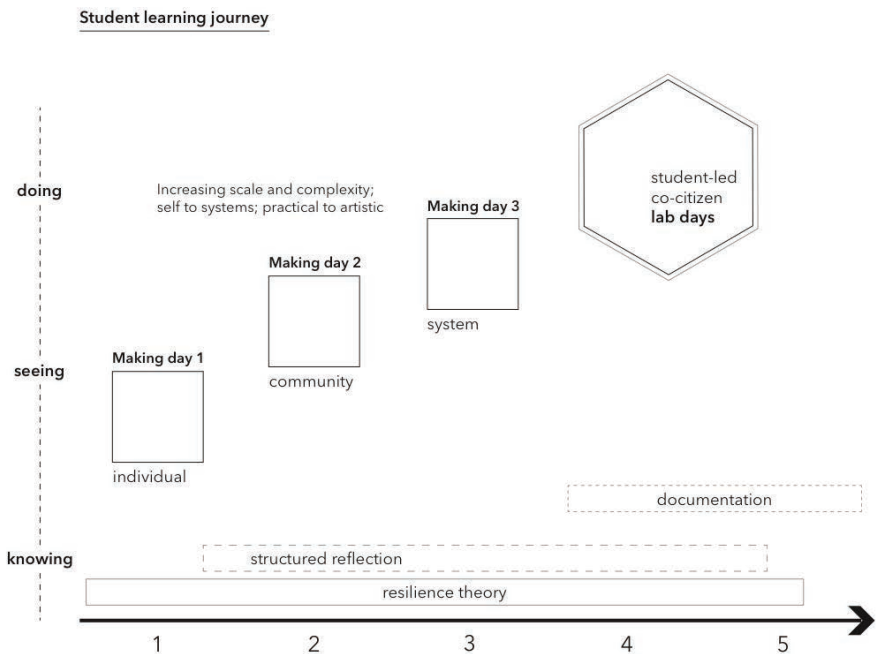 Student learning journey
doing
Increasing scale and complexity;
self to systems; practical to artistic
Making day 3
system
student-led
co-citizen
lab days
Making day 2
community
seeing
Making day 1
individual
documentation
knowing
structured reflection
resilience theory
1 2 3 4 5